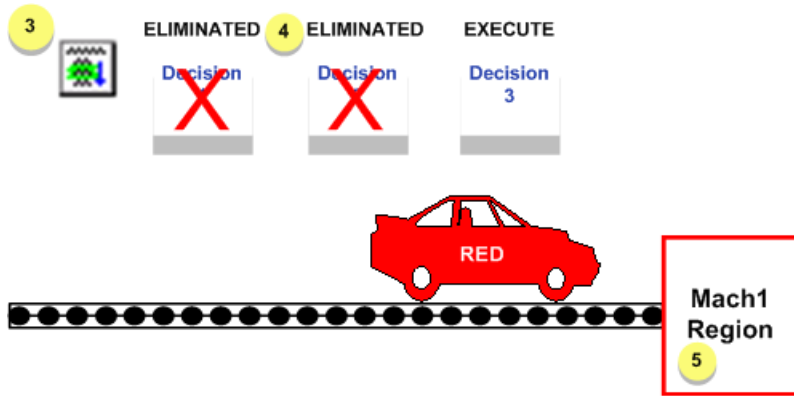 3
ELIMINATED 4 ELIMINATED EXECUTE
Decision Decision Decision
3
RED
Mach1
Region
5